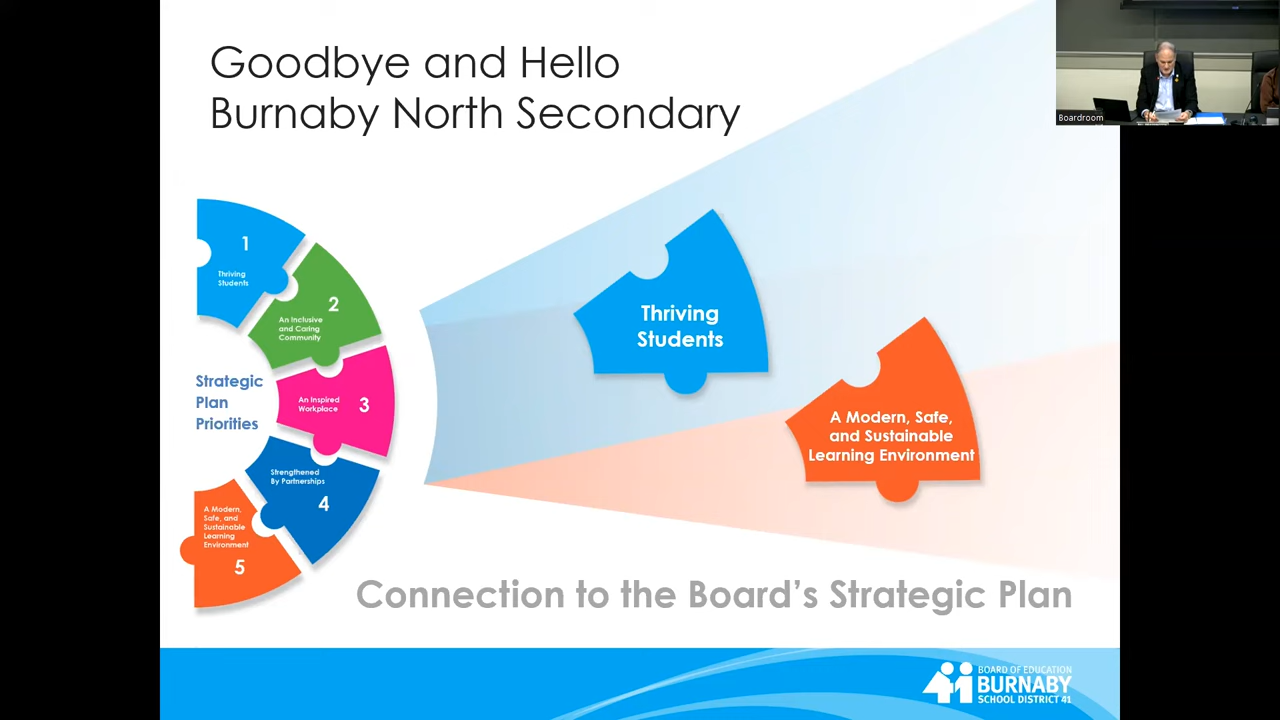 Goodbye and Hello
Burnaby North Secondary
Boardroom
1
Thriving
Students
2
An Inclusive
and Caring
Community
Strategic
Plan
Priorities
An Inspired
Workplace
3
Strengthened
By Partnerships
4
A Modern,
Safe, and
Sustainable
Learning
Environment
5
Thriving
Students
A Modern, Safe,
and Sustainable
Learning Environment
Connection to the Board's Strategic Plan
BOARD OF EDUCATION
BURNABY
SCHOOL DISTRICT 41